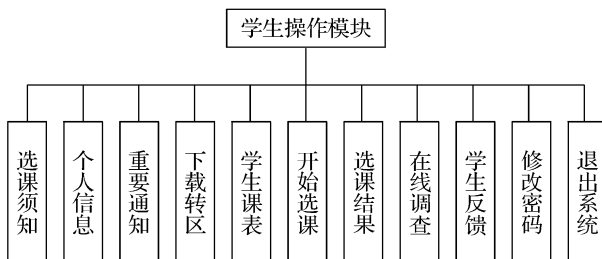 学生操作模块
选课须知
个人信息
重要通知
下载转区
学生课表
开始选课
选课结果
在线调查
学生反馈
修改密码
退出系统